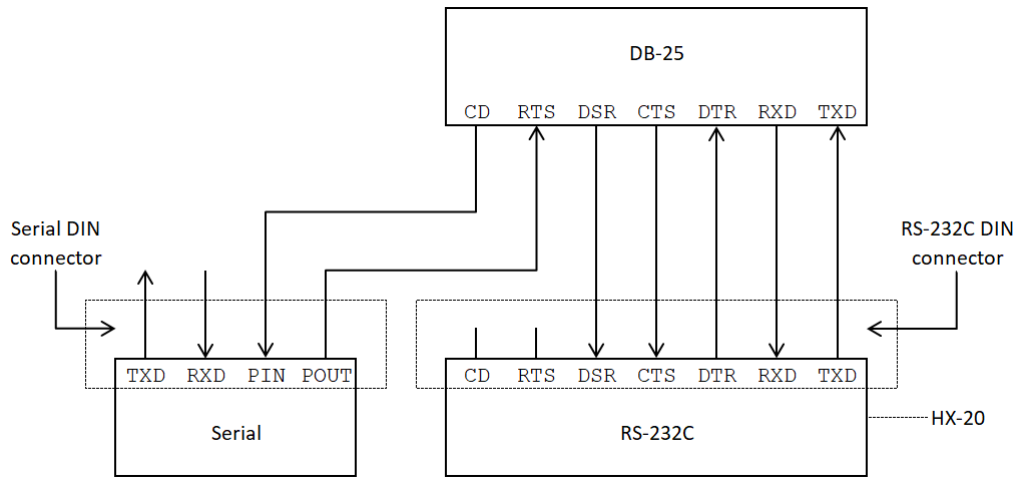 DB-25
CD RTS DSR CTS DTR RXD TXD
Serial DIN
connector
RS-232C DIN
connector
TXD RXD PIN POUT
CD RTS DSR CTS DTR RXD TXD
Serial
RS-232C
HX-20